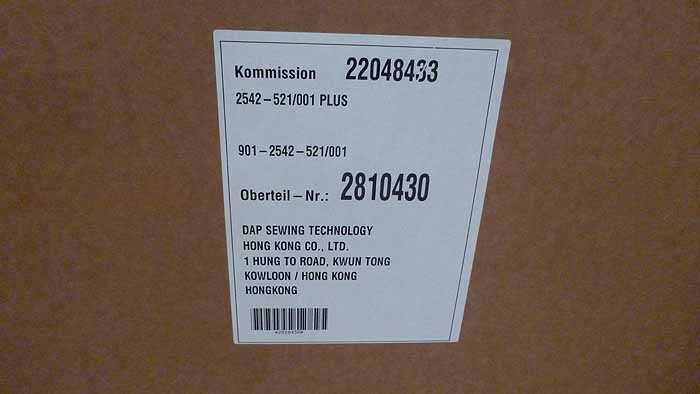 Kommission 22048433
2542–521/001 PLUS
901–2542–521/001
Oberteil–Nr.: 2810430
DAP SEWING TECHNOLOGY
HONG KONG CO., LTD.
1 HUNG TO ROAD, KWUN TONG
KOWLOON / HONG KONG
HONGKONG